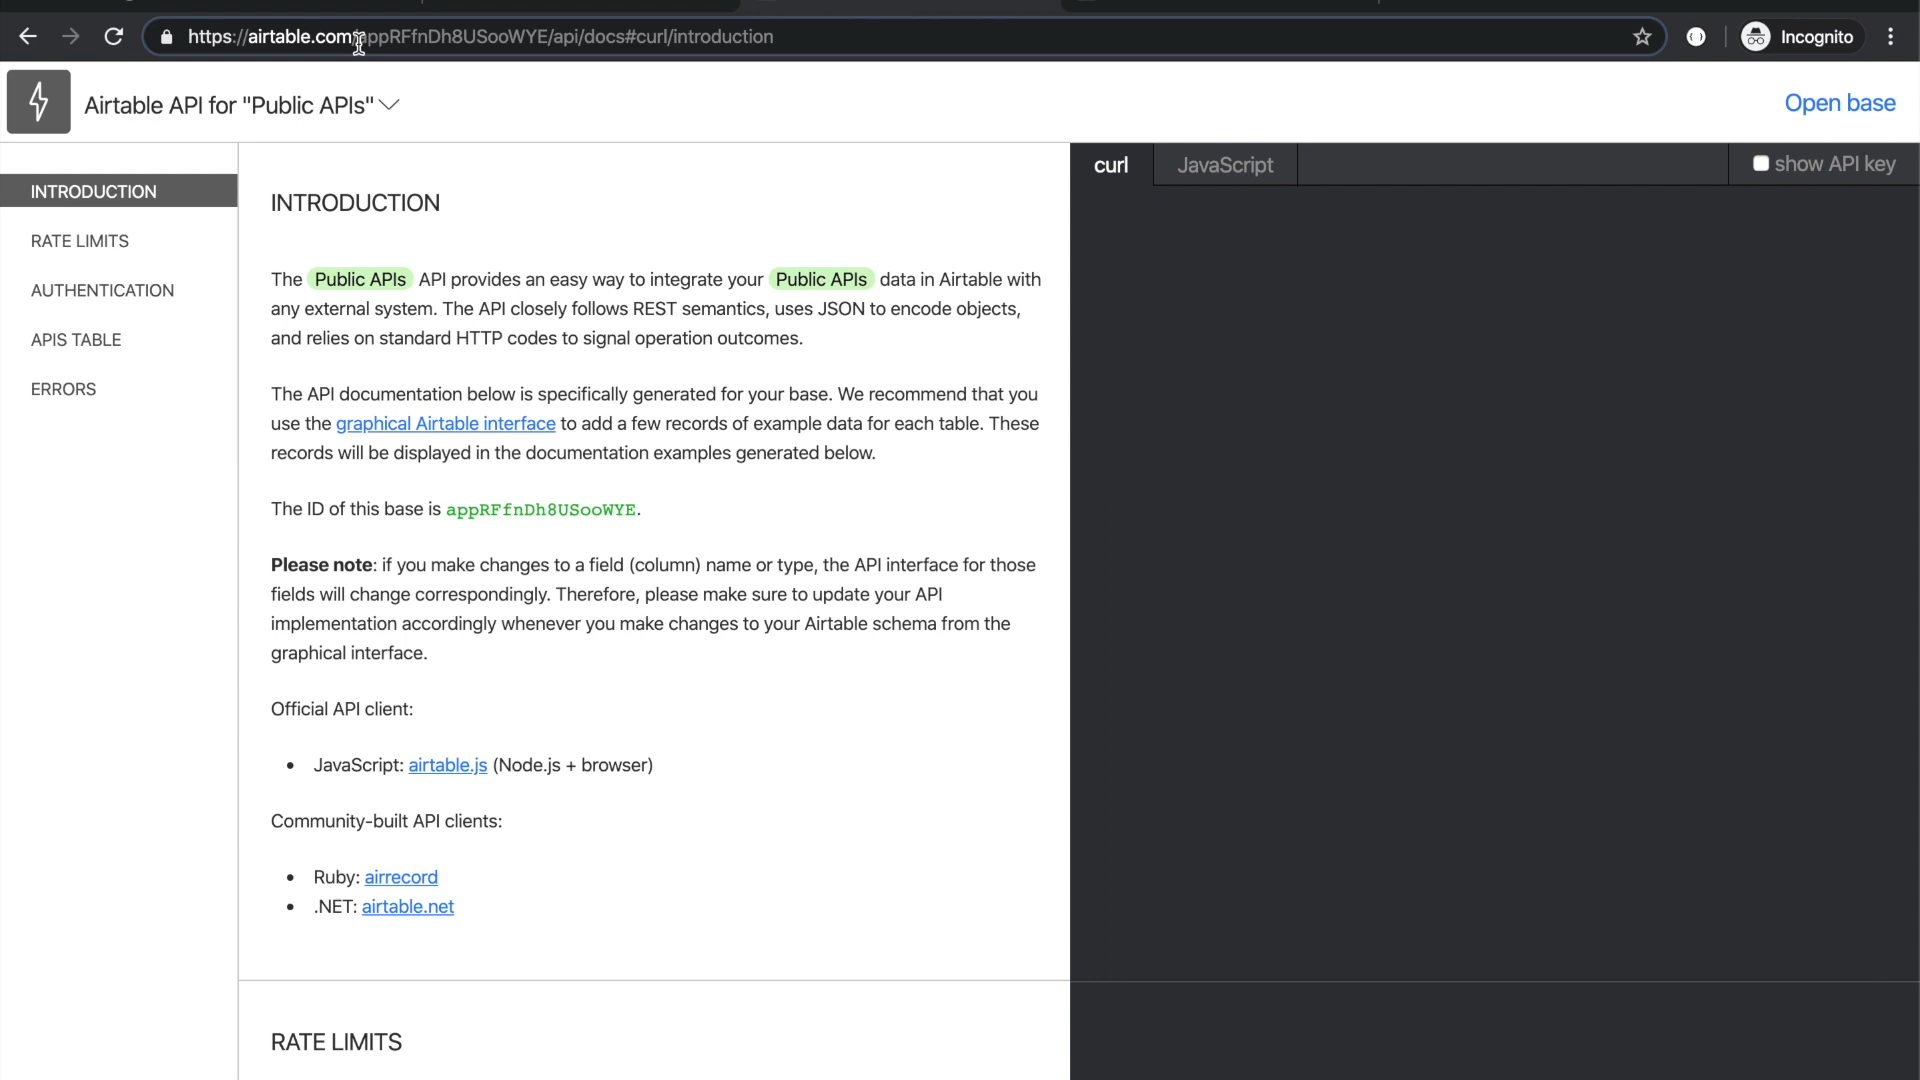 https://airtable.com/appRFfnDh8USooWYE/api/docs#curl/introduction
Incognito
Airtable API for "Public APIs"
Open base
INTRODUCTION
RATE LIMITS
AUTHENTICATION
APIS TABLE
ERRORS
INTRODUCTION
The Public APIs API provides an easy way to integrate your Public APIs data in Airtable with
any external system. The API closely follows REST semantics, uses JSON to encode objects,
and relies on standard HTTP codes to signal operation outcomes.
The API documentation below is specifically generated for your base. We recommend that you
use the graphical Airtable interface to add a few records of example data for each table. These
records will be displayed in the documentation examples generated below.
The ID of this base is appRFfnDh8USooWYE.
Please note: if you make changes to a field (column) name or type, the API interface for those
fields will change correspondingly. Therefore, please make sure to update your API
implementation accordingly whenever you make changes to your Airtable schema from the
graphical interface.
Official API client:
• JavaScript: airtable.js (Node.js + browser)
Community-built API clients:
• Ruby: airrecord
• .NET: airtable.net
RATE LIMITS
curl
JavaScript
show API key